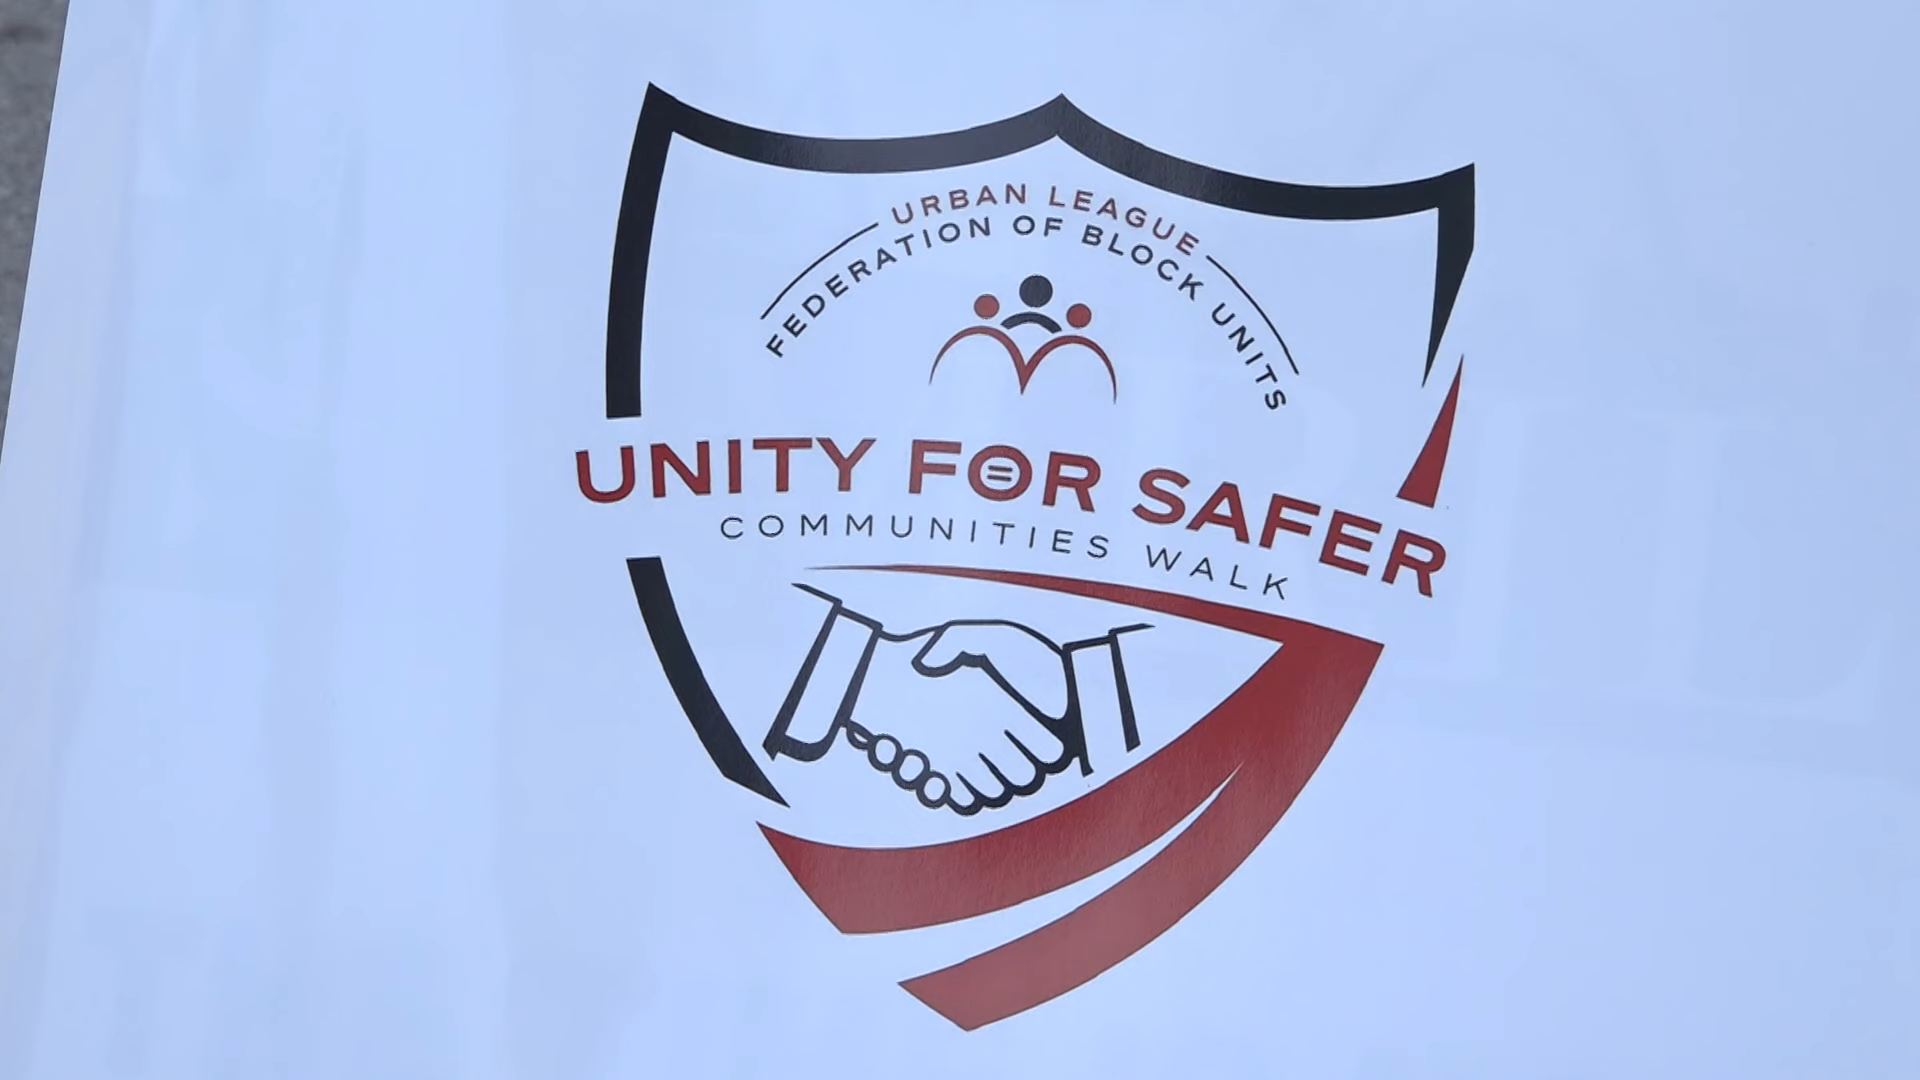 URBAN LEAGUE
FEDERATION OF BLOCK UNITS
UNITY FOR SAFER
COMMUNITIES WALK